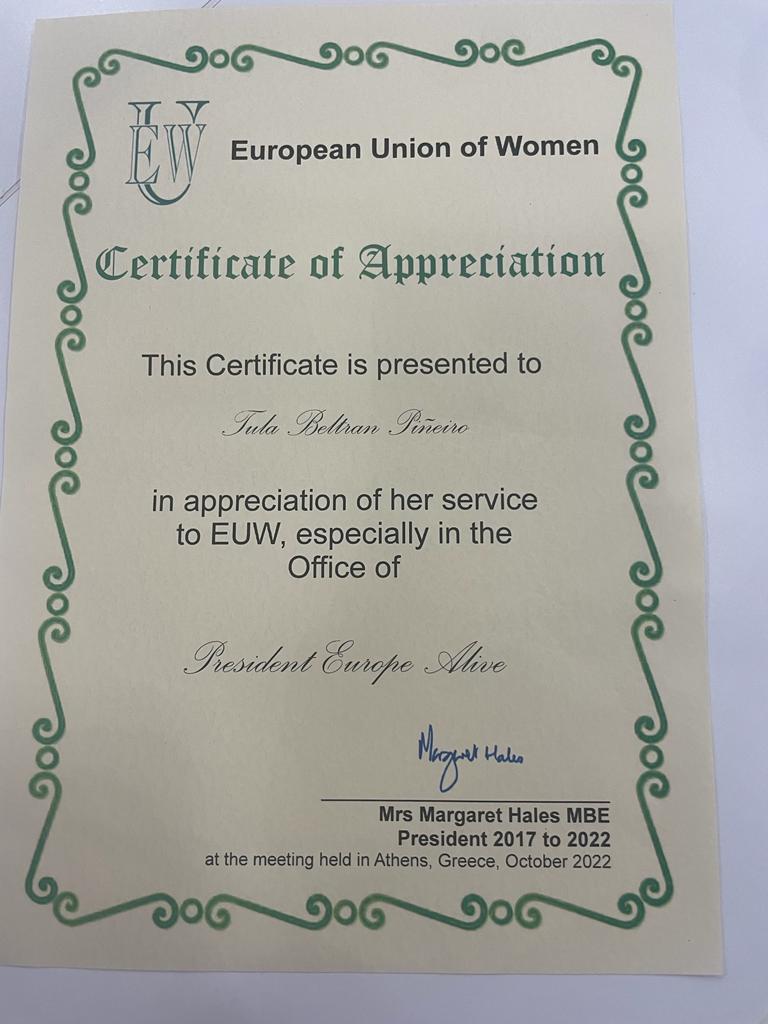 EUW
European Union of Women
Certificate of Appreciation
This Certificate is presented to
Tula Beltran Piñeiro
in appreciation of her service
to EUW, especially in the
Office of
President Europe Alive
Margaret Hales
Mrs Margaret Hales MBE
President 2017 to 2022
at the meeting held in Athens, Greece, October 2022